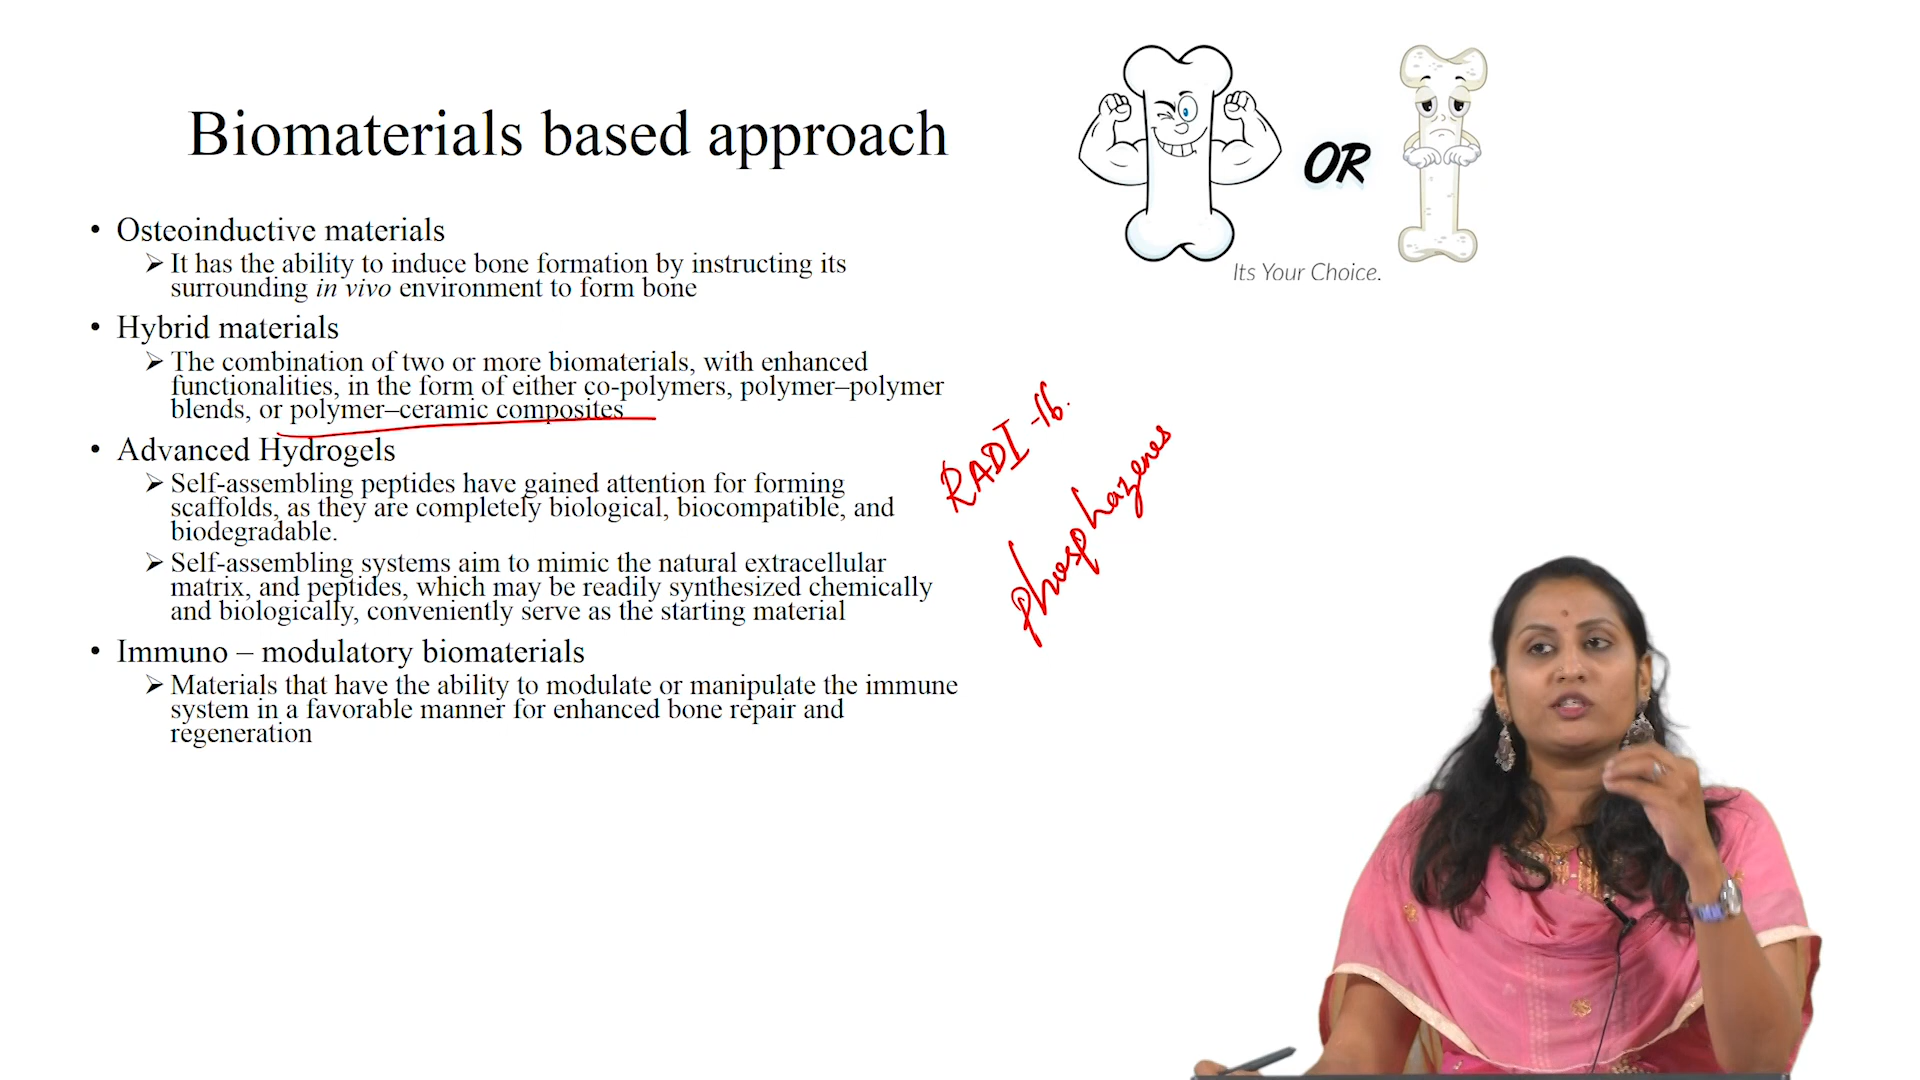 Biomaterials based approach
OR
Its Your Choice.
• Osteoinductive materials
➢ It has the ability to induce bone formation by instructing its
surrounding in vivo environment to form bone
• Hybrid materials
➢ The combination of two or more biomaterials, with enhanced
functionalities, in the form of either co-polymers, polymer–polymer
blends, or polymer–ceramic composites
• Advanced Hydrogels
➢ Self-assembling peptides have gained attention for forming
scaffolds, as they are completely biological, biocompatible, and
biodegradable.
➢ Self-assembling systems aim to mimic the natural extracellular
matrix, and peptides, which may be readily synthesized chemically
and biologically, conveniently serve as the starting material
• Immuno – modulatory biomaterials
➢ Materials that have the ability to modulate or manipulate the immune
system in a favorable manner for enhanced bone repair and
regeneration
RADI-16.
phosphazenes